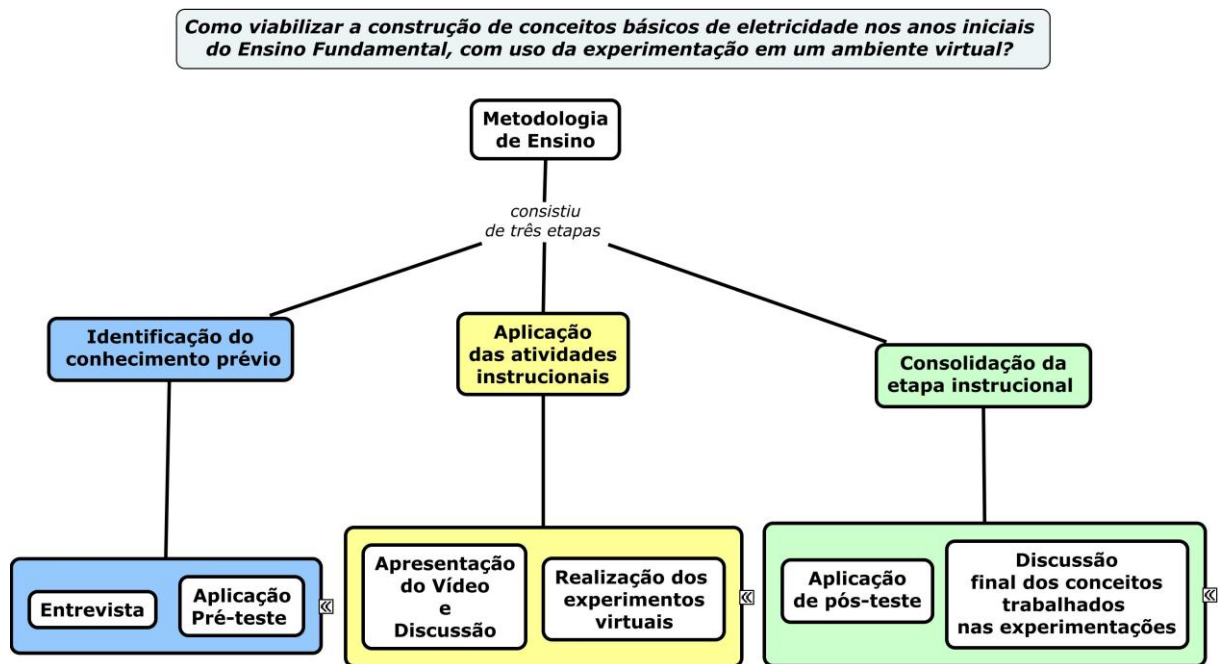 Como viabilizar a construção de conceitos básicos de eletricidade nos anos iniciais
do Ensino Fundamental, com uso da experimentação em um ambiente virtual?
Metodologia
de Ensino
consistiu
de três etapas
Identificação do
conhecimento prévio
Aplicação
das atividades
instrucionais
Consolidação da
etapa instrucional
Entrevista
Aplicação
Pré-teste
Apresentação
do Vídeo
e
Discussão
Realização dos
experimentos
virtuais
Aplicação
de pós-teste
Discussão
final dos conceitos
trabalhados
nas experimentações